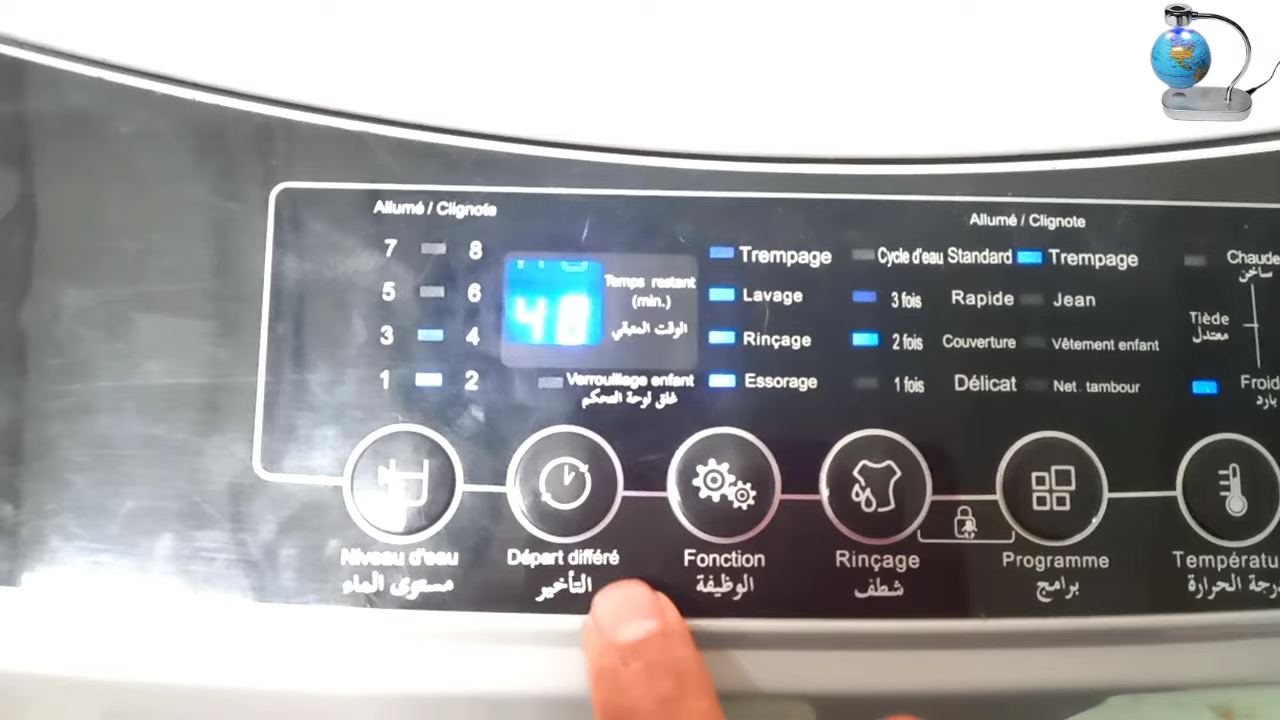 Allumé / Clignote
7 8
5 6
3 4
1 2
48
Temps restant
(min.)
الوقت المتبقي
Verrouillage enfant
غلق لوحة التحكم
Trempage
Lavage
Rinçage
Essorage
Cycle d'eau
3 fois
2 fois
1 fois
Allumé / Clignote
Standard Trempage
Rapide Jean
Couverture Vêtement enfant
Délicat Net. tambour
Chaude
ساخن
Tiède
معتدل
Froid
بارد
Niveau d'eau
مستوى الماء
Départ différé
التأخير
Fonction
الوظيفة
Rinçage
شطف
Programme
برامج
Températu
رجة الحرارة